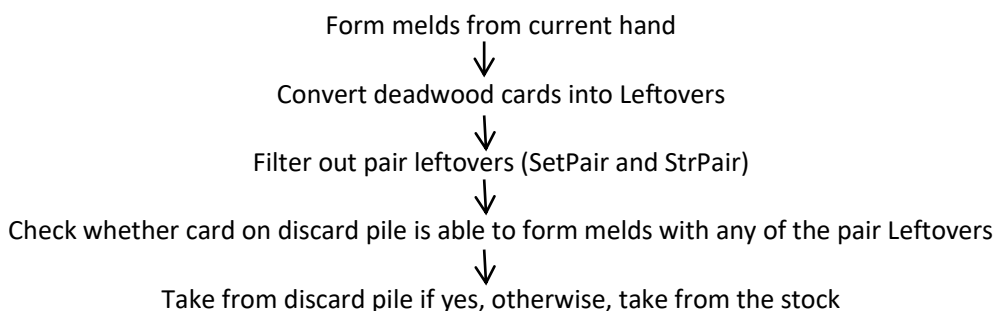 Form melds from current hand
Convert deadwood cards into Leftovers
Filter out pair leftovers (SetPair and StrPair)
Check whether card on discard pile is able to form melds with any of the pair Leftovers
Take from discard pile if yes, otherwise, take from the stock